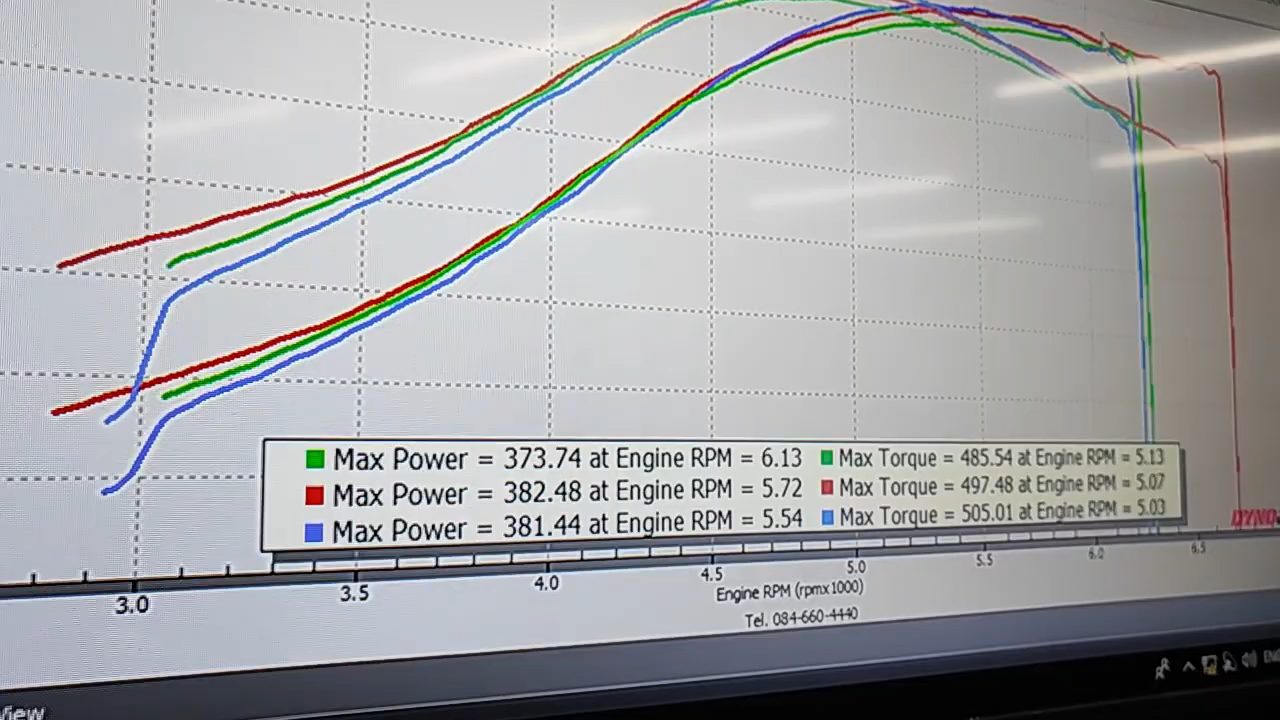 Max Power = 373.74 at Engine RPM = 6.13 Max Torque = 485.54 at Engine RPM = 5.13
Max Power = 382.48 at Engine RPM = 5.72 Max Torque = 497.48 at Engine RPM = 5.07
Max Power = 381.44 at Engine RPM = 5.54 Max Torque = 505.01 at Engine RPM = 5.03
DYNO
3.0 3.5 4.0 4.5 5.0 5.5 6.0 6.5
Engine RPM (rpmx1000)
Tel. 084-660-4440
View
ENG